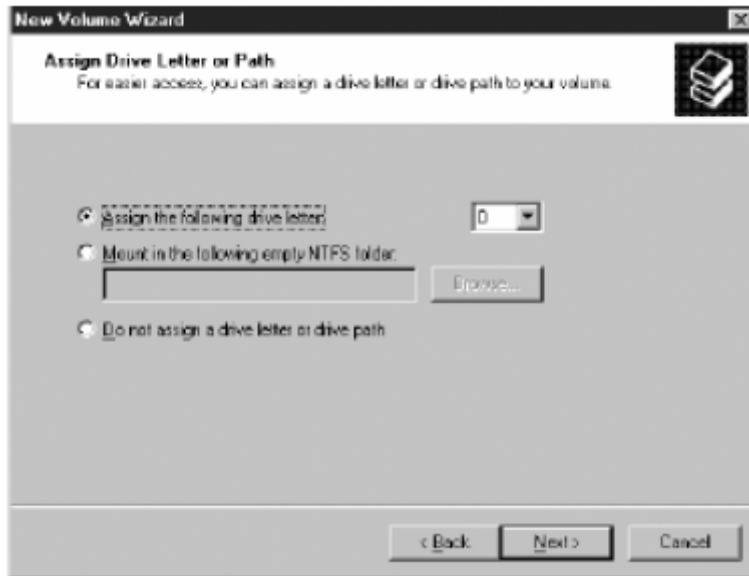 New Volume Wizard
Assign Drive Letter or Path
For easier access, you can assign a drive letter or drive path to your volume.
Assign the following drive letter: D
Mount in the following empty NTFS folder:
Browse...
Do not assign a drive letter or drive path
< Back Next > Cancel